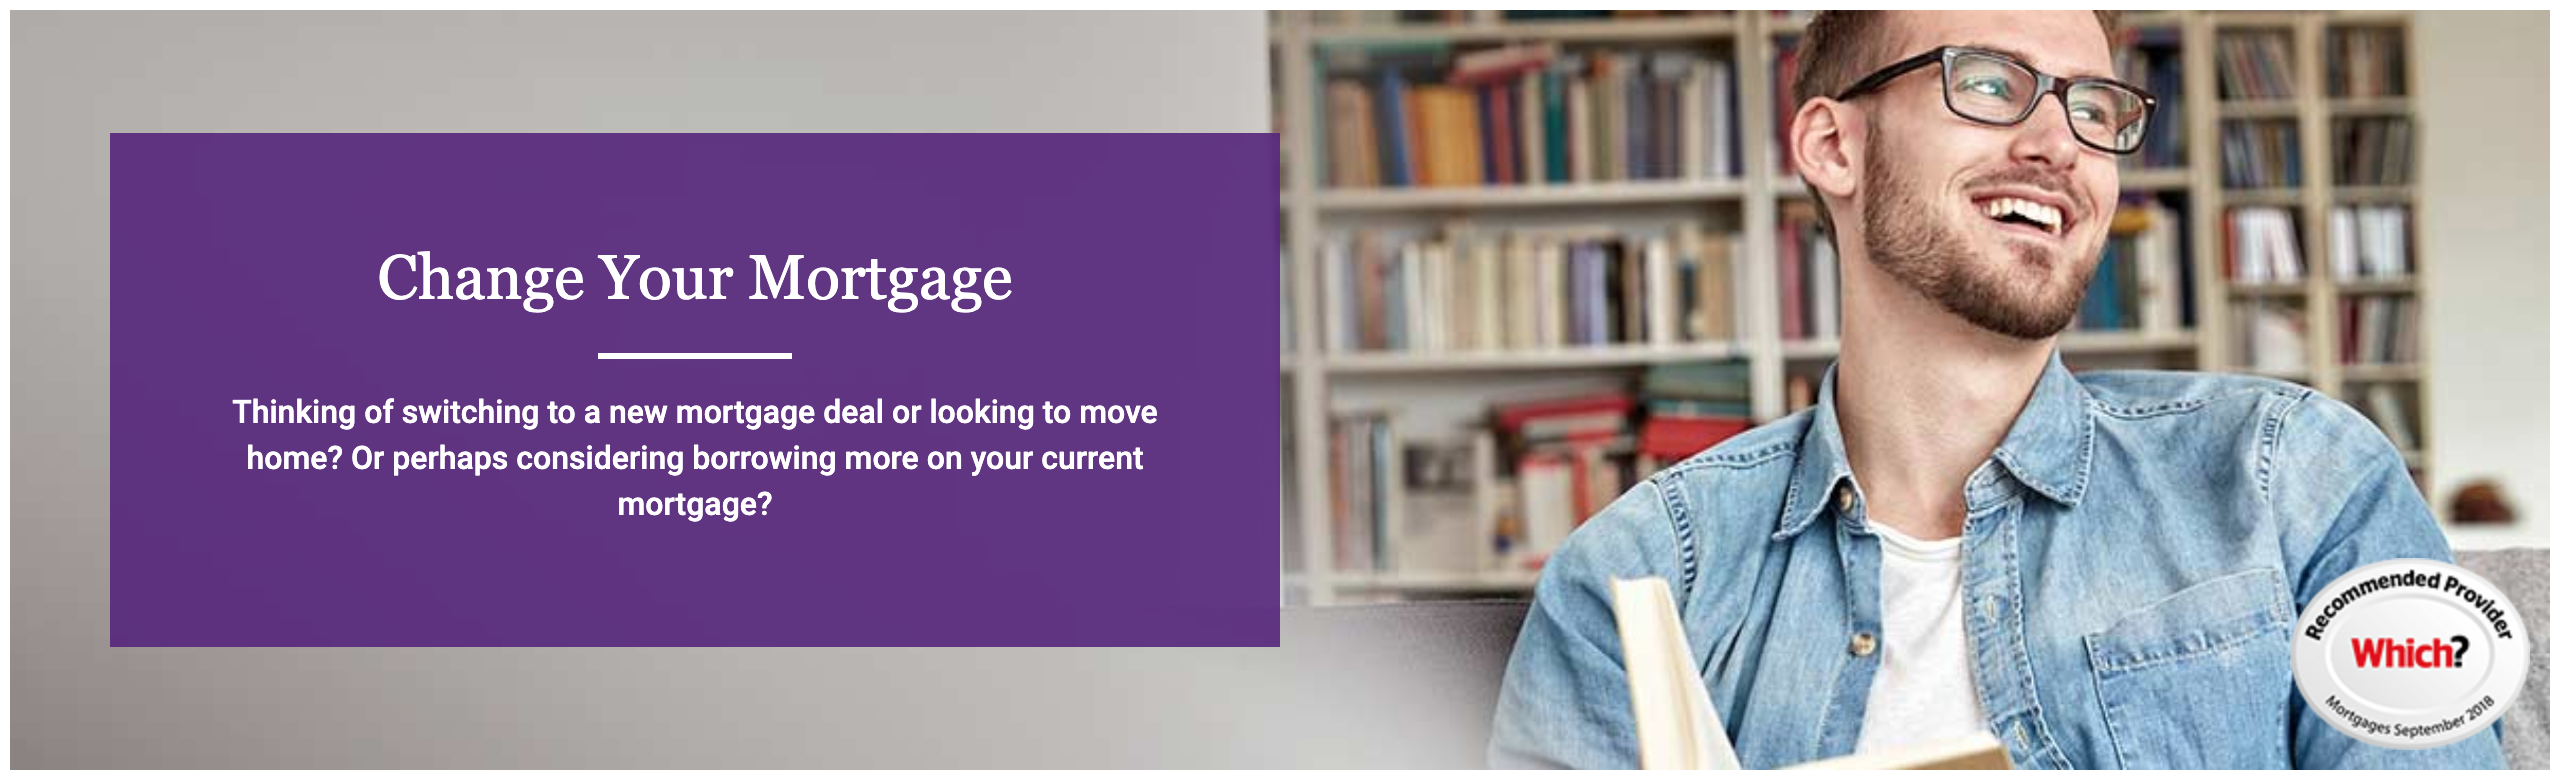 Change Your Mortgage
Thinking of switching to a new mortgage deal or looking to move
home? Or perhaps considering borrowing more on your current
mortgage?
Recommended Provider
Which?
Mortgages September 2018